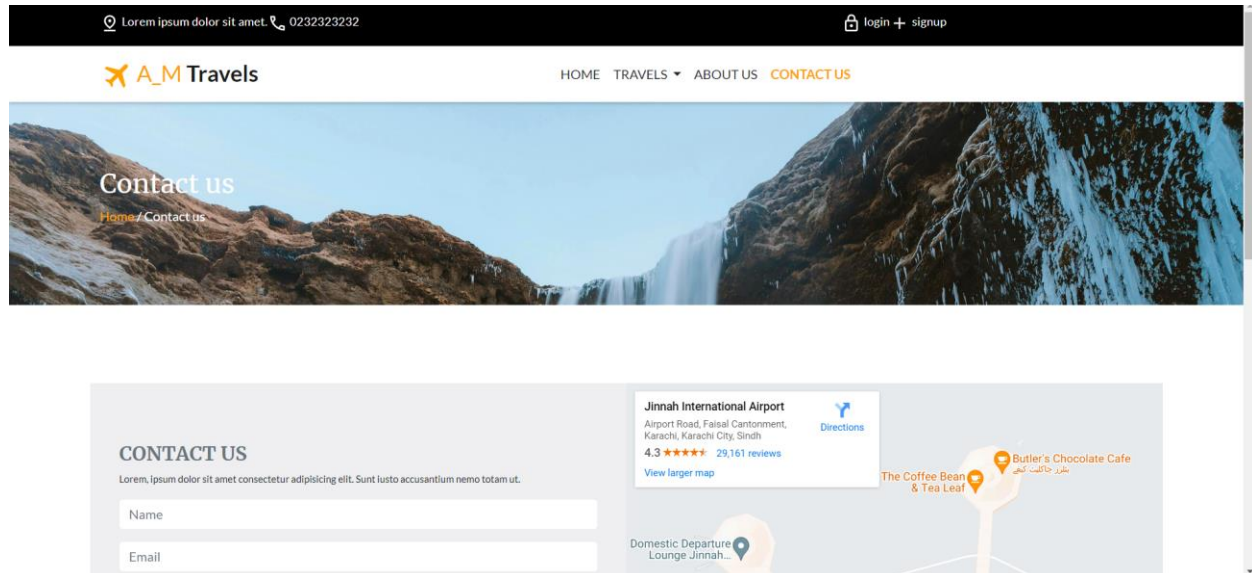 Lorem ipsum dolor sit amet. 0232323232
login + signup
A_M Travels
HOME TRAVELS ABOUT US CONTACT US
Contact us
Home / Contact us
CONTACT US
Lorem, ipsum dolor sit amet consectetur adipisicing elit. Sunt iusto accusantium nemo totam ut.
Name
Email
Jinnah International Airport
Airport Road, Faisal Cantonment,
Karachi, Karachi City, Sindh
Directions
4.3 29,161 reviews
View larger map
Butler's Chocolate Cafe
بٹلرز چاکلیٹ کیفے
The Coffee Bean
& Tea Leaf
Domestic Departure
Lounge Jinnah...